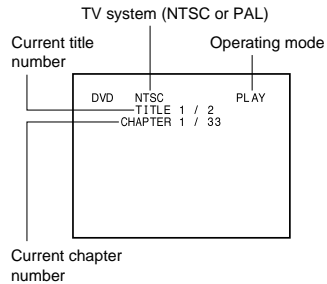 TV system (NTSC or PAL)
Current title
number
Operating mode
DVD NTSC PLAY
TITLE 1 / 2
CHAPTER 1 / 33
Current chapter
number